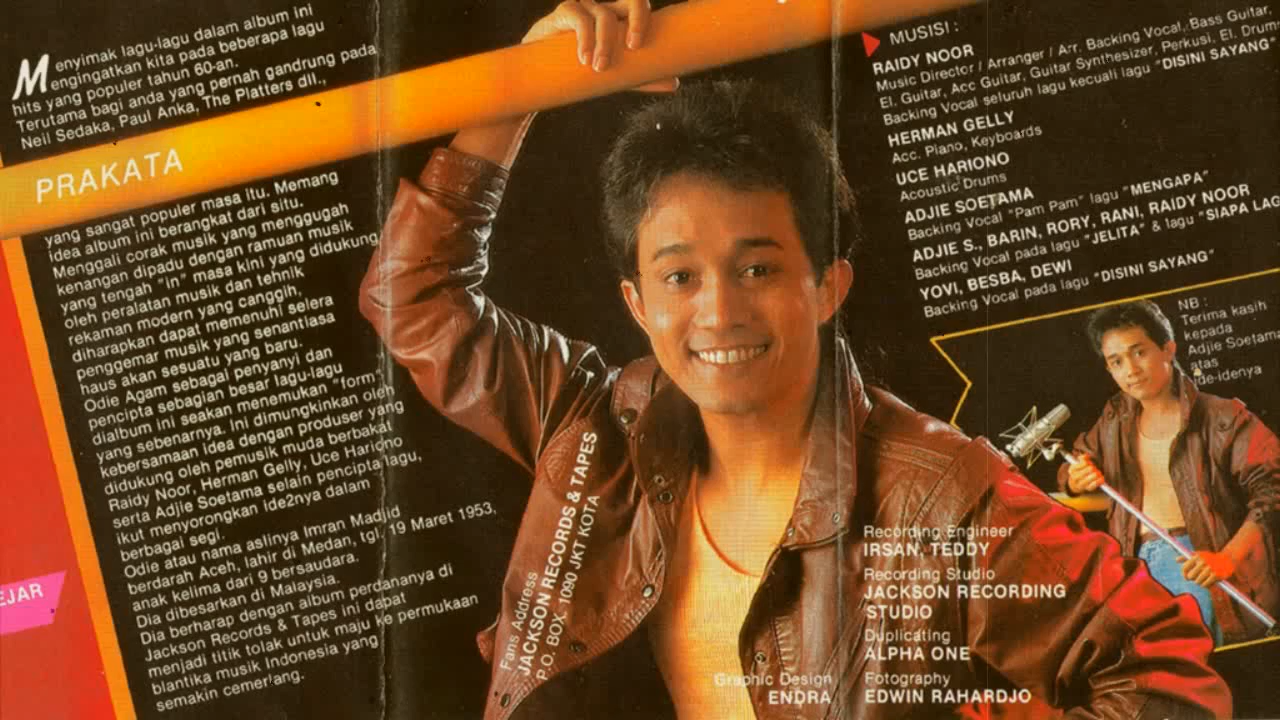 Menyimak lagu-lagu dalam album ini
mengingatkan kita pada beberapa lagu
hits yang populer tahun 60-an.
Terutama bagi anda yang pernah gandrung pada
Neil Sedaka, Paul Anka, The Platters dll.,
PRAKATA
yang sangat populer masa itu. Memang
idea album ini berangkat dari situ.
Menggali corak musik yang menggugah
kenangan dipadu dengan ramuan musik
yang tengah "in" masa kini yang didukung
oleh peralatan musik dan tehnik
rekaman modern yang canggih,
diharapkan dapat memenuhi selera
penggemar musik yang senantiasa
haus akan sesuatu yang baru.
Odie Agam sebagai penyanyi dan
pencipta sebagian besar lagu-lagu
dialbum ini seakan menemukan "form"
yang sebenarnya. Ini dimungkinkan oleh
kebersamaan idea dengan produser yang
didukung oleh pemusik muda berbakat
Raidy Noor, Herman Gelly, Uce Hariono
serta Adjie Soetama selain pencipta lagu,
ikut menyorongkan ide2nya dalam
berbagai segi.
Odie atau nama aslinya Imran Madjid
berdarah Aceh, lahir di Medan, tgl. 19 Maret 1953,
anak kelima dari 9 bersaudara.
Dia dibesarkan di Malaysia.
Dia berharap dengan album perdananya di
Jackson Records & Tapes ini dapat
menjadi titik tolak untuk maju ke permukaan
blantika musik Indonesia yang
semakin cemerlang.
EJAR
Fans Address
JACKSON RECORDS & TAPES
P.O. BOX. 1090 JKT KOTA
MUSISI :
RAIDY NOOR
Music Director / Arranger / Arr. Backing Vocal, Bass Guitar,
El. Guitar, Acc Guitar, Guitar Synthesizer, Perkusi, El. Drum
Backing Vocal seluruh lagu kecuali lagu "DISINI SAYANG"
HERMAN GELLY
Acc. Piano, Keyboards
UCE HARIONO
Acoustic Drums
ADJIE SOETAMA
Backing Vocal "Pam Pam" lagu "MENGAPA"
ADJIE S., BARIN, RORY, RANI, RAIDY NOOR
Backing Vocal pada lagu "JELITA" & lagu "SIAPA LAG
YOVI, BESBA, DEWI
Backing Vocal pada lagu "DISINI SAYANG"
NB :
Terima kasih
kepada
Adjie Soetama
atas
ide-idenya
Recording Engineer
IRSAN, TEDDY
Recording Studio
JACKSON RECORDING
STUDIO
Duplicating
ALPHA ONE
Graphic Design
ENDRA
Fotography
EDWIN RAHARDJO